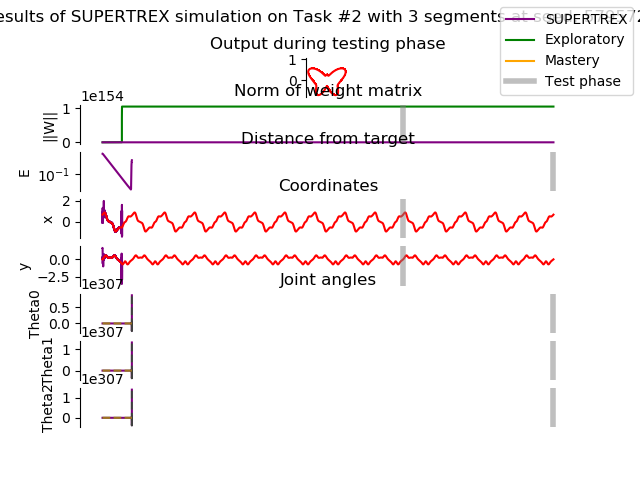 esults of SUPERTREX simulation on Task #2 with 3 segments at seed
SUPERTREX
Exploratory
Mastery
Test phase
Output during testing phase
1
0
Norm of weight matrix
1e154
||W||
1
0
Distance from target
E
10⁻¹
Coordinates
x
2
0
y
0.0
−2.5
Joint angles
1e307
Theta0
0.5
0.0
1e307
Theta1
1
0
1e307
Theta2
1
0